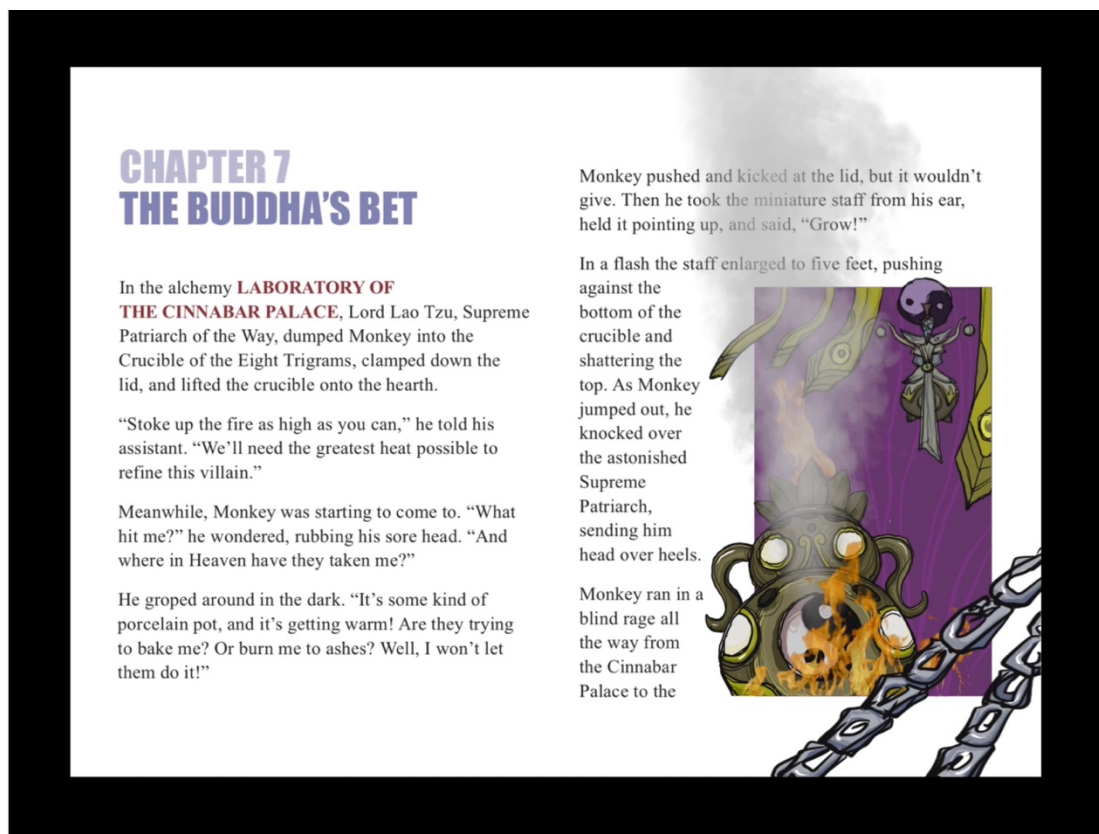 CHAPTER 7
THE BUDDHA’S BET
In the alchemy LABORATORY OF
THE CINNABAR PALACE, Lord Lao Tzu, Supreme
Patriarch of the Way, dumped Monkey into the
Crucible of the Eight Trigrams, clamped down the
lid, and lifted the crucible onto the hearth.
“Stoke up the fire as high as you can,” he told his
assistant. “We’ll need the greatest heat possible to
refine this villain.”
Meanwhile, Monkey was starting to come to. “What
hit me?” he wondered, rubbing his sore head. “And
where in Heaven have they taken me?”
He groped around in the dark. “It’s some kind of
porcelain pot, and it’s getting warm! Are they trying
to bake me? Or burn me to ashes? Well, I won’t let
them do it!”
Monkey pushed and kicked at the lid, but it wouldn’t
give. Then he took the miniature staff from his ear,
held it pointing up, and said, “Grow!”
In a flash the staff enlarged to five feet, pushing
against the
bottom of the
crucible and
shattering the
top. As Monkey
jumped out, he
knocked over
the astonished
Supreme
Patriarch,
sending him
head over heels.
Monkey ran in a
blind rage all
the way from
the Cinnabar
Palace to the